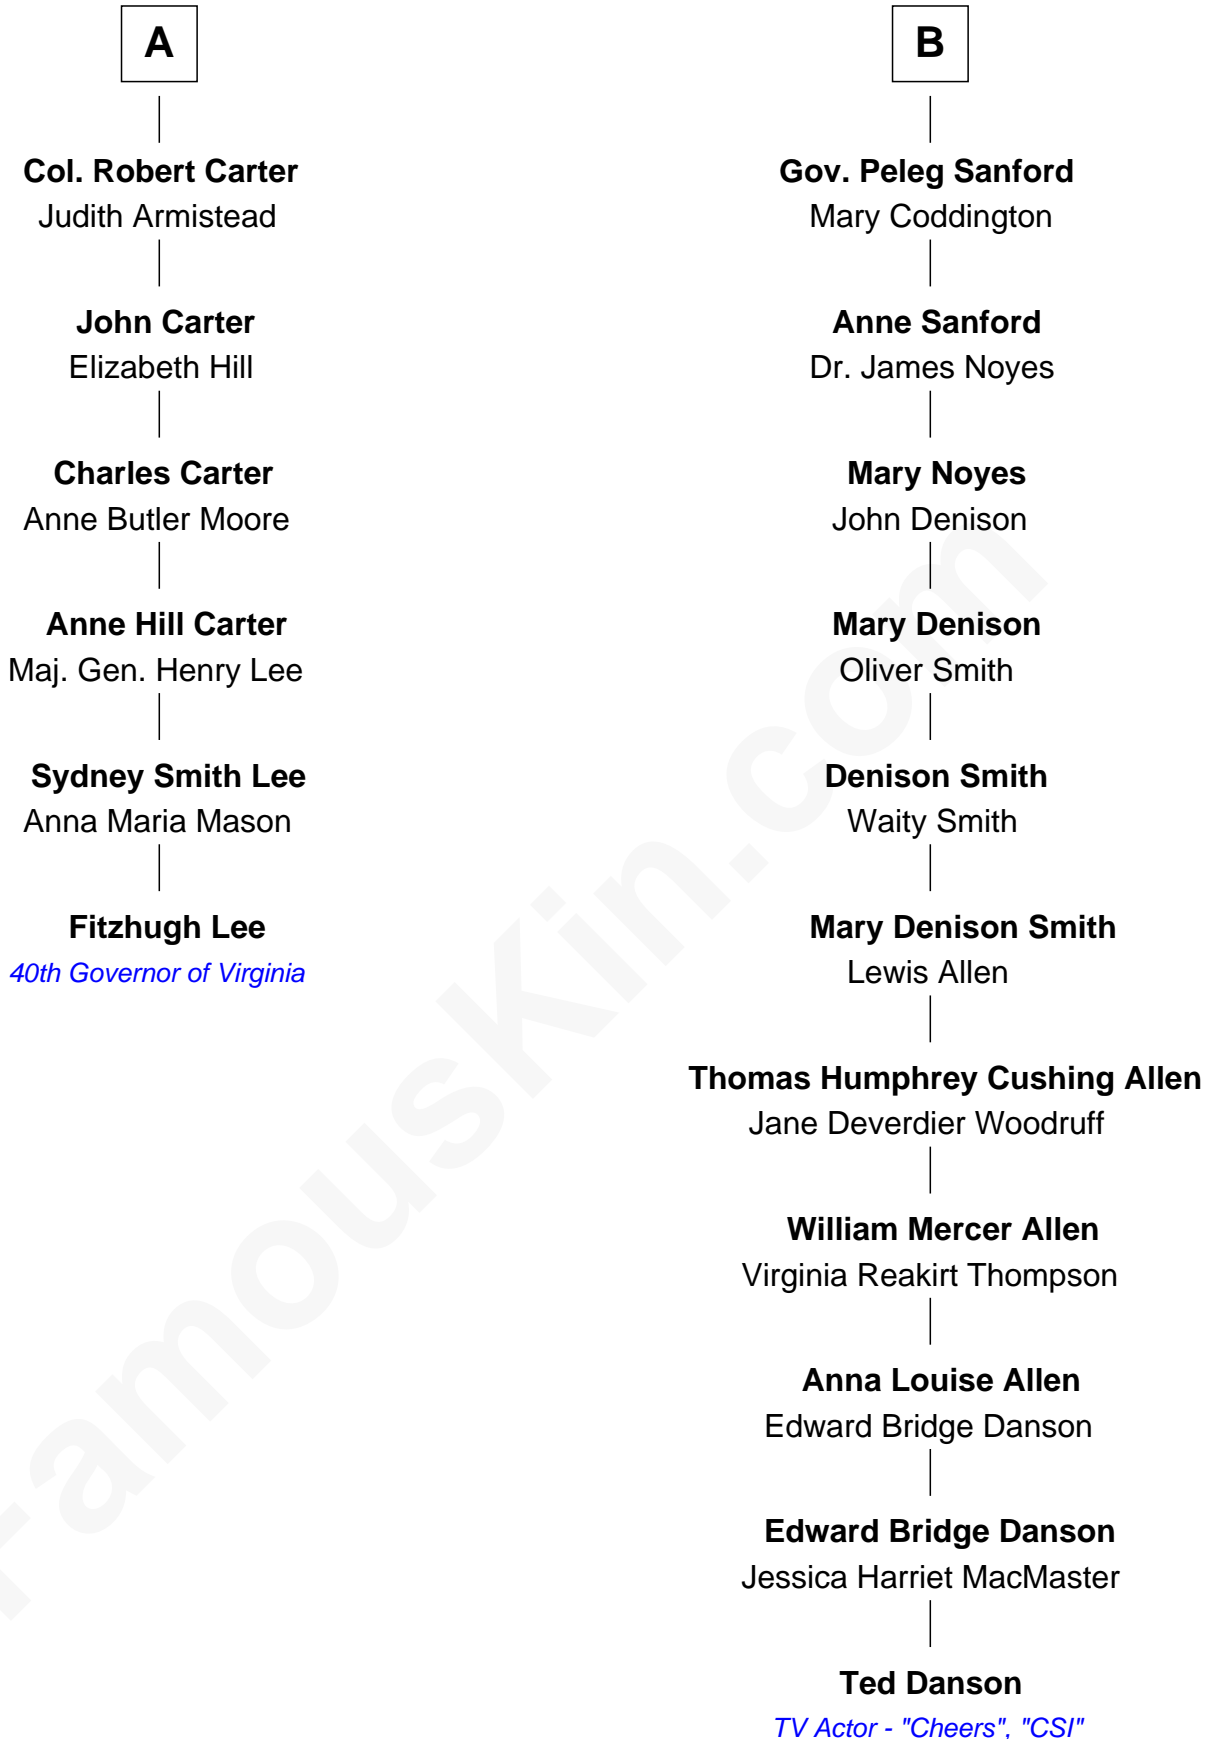 A
Col. Robert Carter
Judith Armistead
John Carter
Elizabeth Hill
Charles Carter
Anne Butler Moore
Anne Hill Carter
Maj. Gen. Henry Lee
Sydney Smith Lee
Anna Maria Mason
Fitzhugh Lee
40th Governor of Virginia
B
Gov. Peleg Sanford
Mary Coddington
Anne Sanford
Dr. James Noyes
Mary Noyes
John Denison
Mary Denison
Oliver Smith
Denison Smith
Waity Smith
Mary Denison Smith
Lewis Allen
Thomas Humphrey Cushing Allen
Jane Deverdier Woodruff
William Mercer Allen
Virginia Reakirt Thompson
Anna Louise Allen
Edward Bridge Danson
Edward Bridge Danson
Jessica Harriet MacMaster
Ted Danson
TV Actor - "Cheers", "CSI"
FamousKin.com